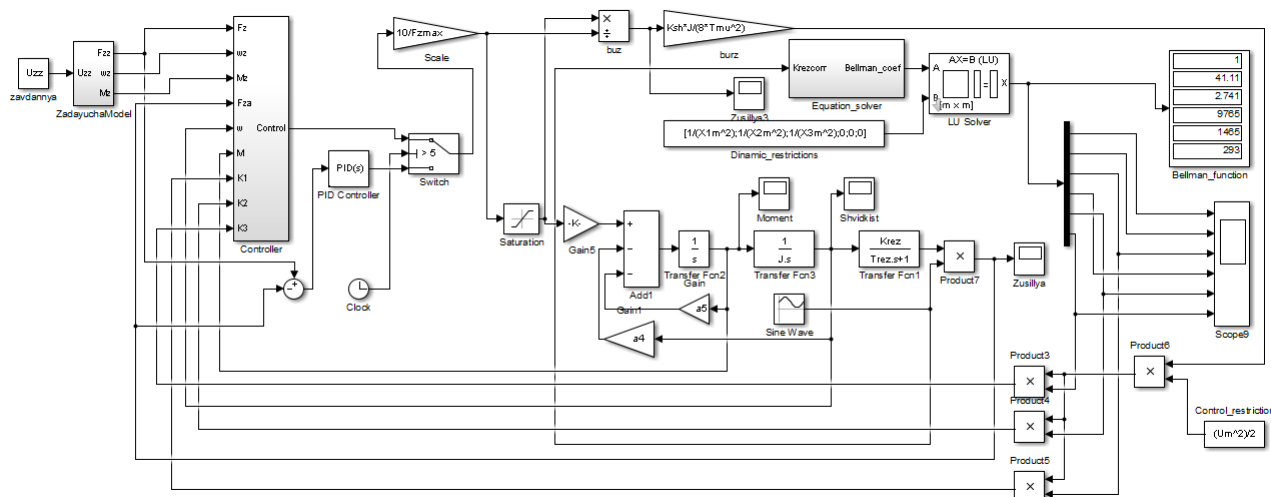 Uzz
zavdannya
Uzz
Fzz
wz
Mz
ZadayuchaModel
Fz
wz
Mz
Fza
w
M
K1
K2
K3
Control
Controller
PID(s)
PID Controller
> 5
Switch
Clock
10/Fzmax
Scale
×
÷
buz
Ksh*J/(8*Tmu^2)
burz
Zusillya3
Krezcorr
Bellman_coef
Equation_solver
AX=B (LU)
A
B
X
[m x m]
LU Solver
[1/(X1m^2);1/(X2m^2);1/(X3m^2);0;0;0]
Dinamic_restrictions
1
41.11
2.741
9765
1465
293
Bellman_function
Saturation
-K-
Gain5
+
−
−
Add1
1
s
Transfer Fcn2
Moment
1
J.s
Transfer Fcn3
Shvidkist
Krez
Trez.s+1
Transfer Fcn1
×
Product7
Zusillya
Gain
a5
Gain1
a4
Sine Wave
+
−
Scope9
Product6
×
Product3
×
Product4
×
Product5
×
Control_restriction
(Um^2)/2